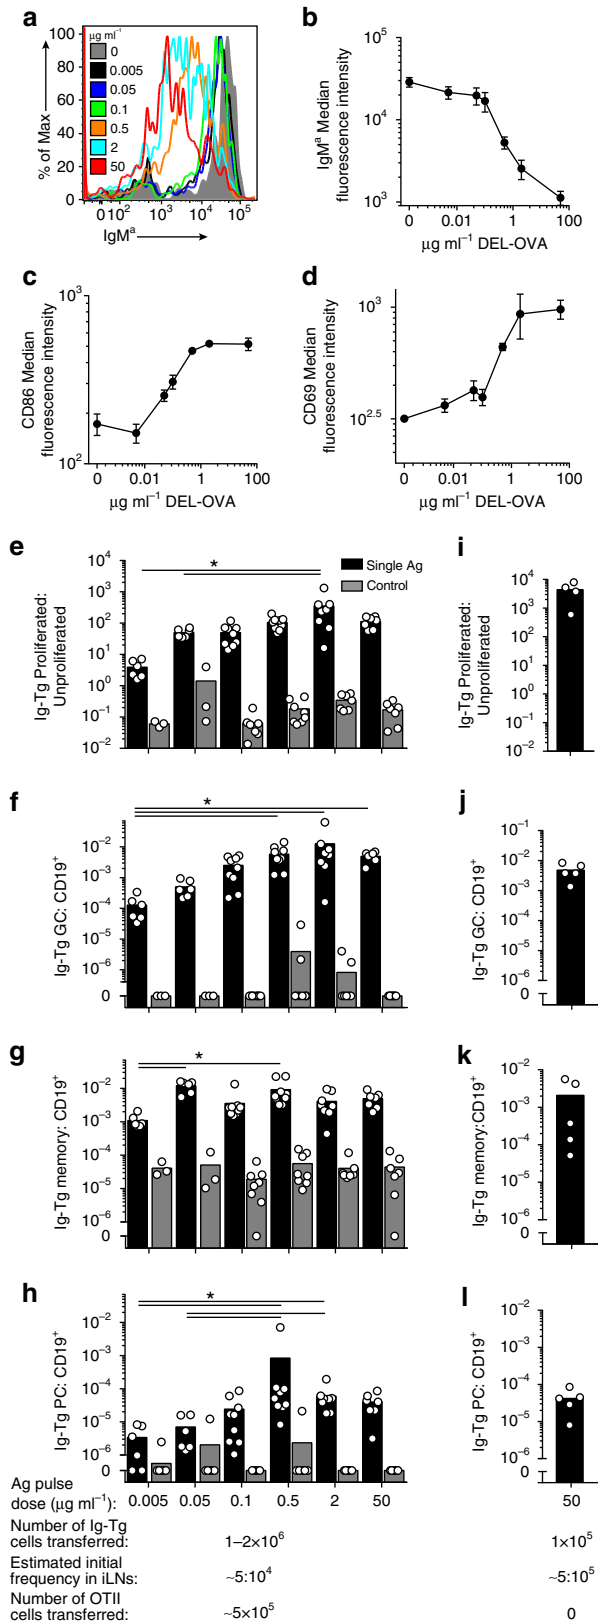 a
µg ml⁻¹
0
0.005
0.05
0.1
0.5
2
50
% of Max
100
80
60
40
20
0
0 10² 10³ 10⁴ 10⁵
IgMᵃ
b
IgMᵃ Median
fluorescence intensity
10⁵
10⁴
10³
0 0.01 1 100
µg ml⁻¹ DEL-OVA
c
CD86 Median
fluorescence intensity
10³
10²
0 0.01 1 100
µg ml⁻¹ DEL-OVA
d
CD69 Median
fluorescence intensity
10³
10²·⁵
0 0.01 1 100
µg ml⁻¹ DEL-OVA
e
Ig-Tg Proliferated:
Unproliferated
10⁴
10³
10²
10¹
10⁰
10⁻¹
10⁻²
*
Single Ag
Control
i
Ig-Tg Proliferated:
Unproliferated
10⁴
10³
10²
10¹
10⁰
10⁻¹
10⁻²
f
Ig-Tg GC: CD19⁺
10⁻²
10⁻³
10⁻⁴
10⁻⁵
10⁻⁶
0
*
j
Ig-Tg GC: CD19⁺
10⁻¹
10⁻²
10⁻³
10⁻⁴
10⁻⁵
10⁻⁶
0
g
Ig-Tg memory: CD19⁺
10⁻²
10⁻³
10⁻⁴
10⁻⁵
10⁻⁶
0
*
k
Ig-Tg memory:CD19⁺
10⁻²
10⁻³
10⁻⁴
10⁻⁵
10⁻⁶
0
h
Ig-Tg PC: CD19⁺
10⁻²
10⁻³
10⁻⁴
10⁻⁵
10⁻⁶
0
*
l
Ig-Tg PC: CD19⁺
10⁻²
10⁻³
10⁻⁴
10⁻⁵
10⁻⁶
0
Ag pulse
dose (µg ml⁻¹): 0.005 0.05 0.1 0.5 2 50 50
Number of Ig-Tg
cells transferred: 1–2×10⁶ 1×10⁵
Estimated initial
frequency in iLNs: ~5:10⁴ ~5:10⁵
Number of OTII
cells transferred: ~5×10⁵ 0